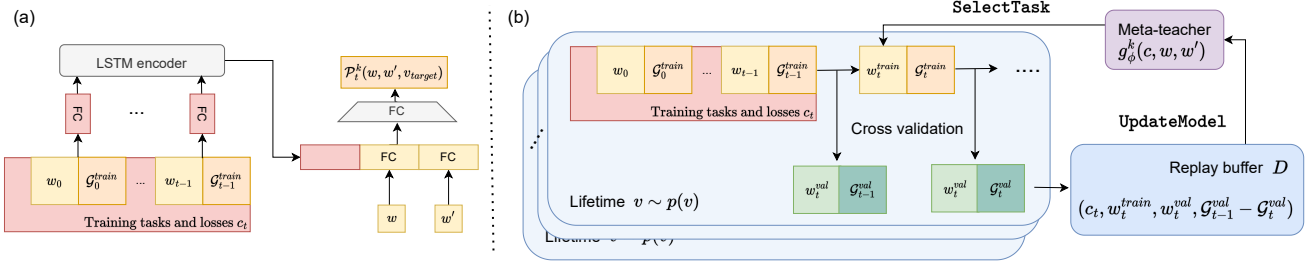 (a)
LSTM encoder
FC
...
FC
w_0 𝒢_0^{train} ... w_{t-1} 𝒢_{t-1}^{train}
Training tasks and losses c_t
𝒫_t^k(w, w', v_{target})
FC
FC FC
w w'
(b)
SelectTask
Meta-teacher
g_ϕ^k(c, w, w')
w_0 𝒢_0^{train} ... w_{t-1} 𝒢_{t-1}^{train}
Training tasks and losses c_t
w_t^{train} 𝒢_t^{train}
....
Cross validation
w_t^{val} 𝒢_{t-1}^{val}
w_t^{val} 𝒢_t^{val}
Lifetime v ∼ p(v)
UpdateModel
Replay buffer D
(c_t, w_t^{train}, w_t^{val}, 𝒢_{t-1}^{val} − 𝒢_t^{val})